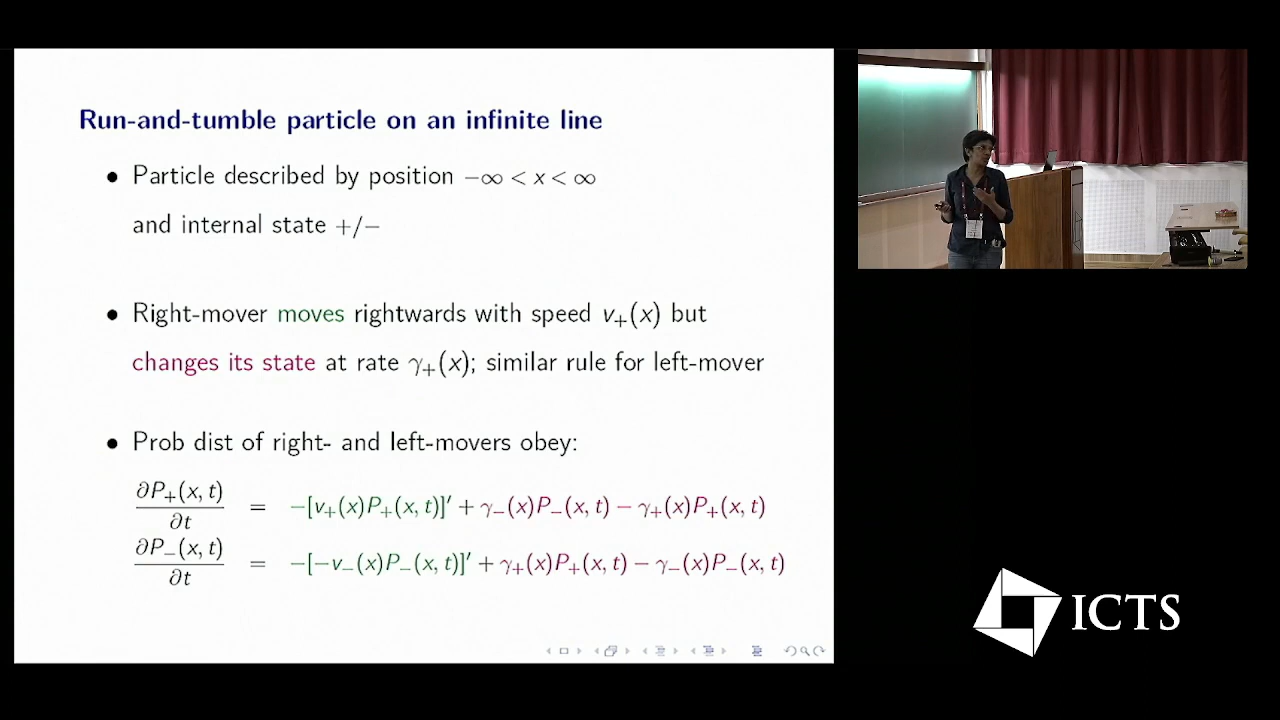 Run-and-tumble particle on an infinite line
• Particle described by position −∞ < x < ∞
and internal state +/−
• Right-mover moves rightwards with speed v₊(x) but
changes its state at rate γ₊(x); similar rule for left-mover
• Prob dist of right- and left-movers obey:
∂P₊(x, t)/∂t = −[v₊(x)P₊(x, t)]′ + γ₋(x)P₋(x, t) − γ₊(x)P₊(x, t)
∂P₋(x, t)/∂t = −[−v₋(x)P₋(x, t)]′ + γ₊(x)P₊(x, t) − γ₋(x)P₋(x, t)
ICTS